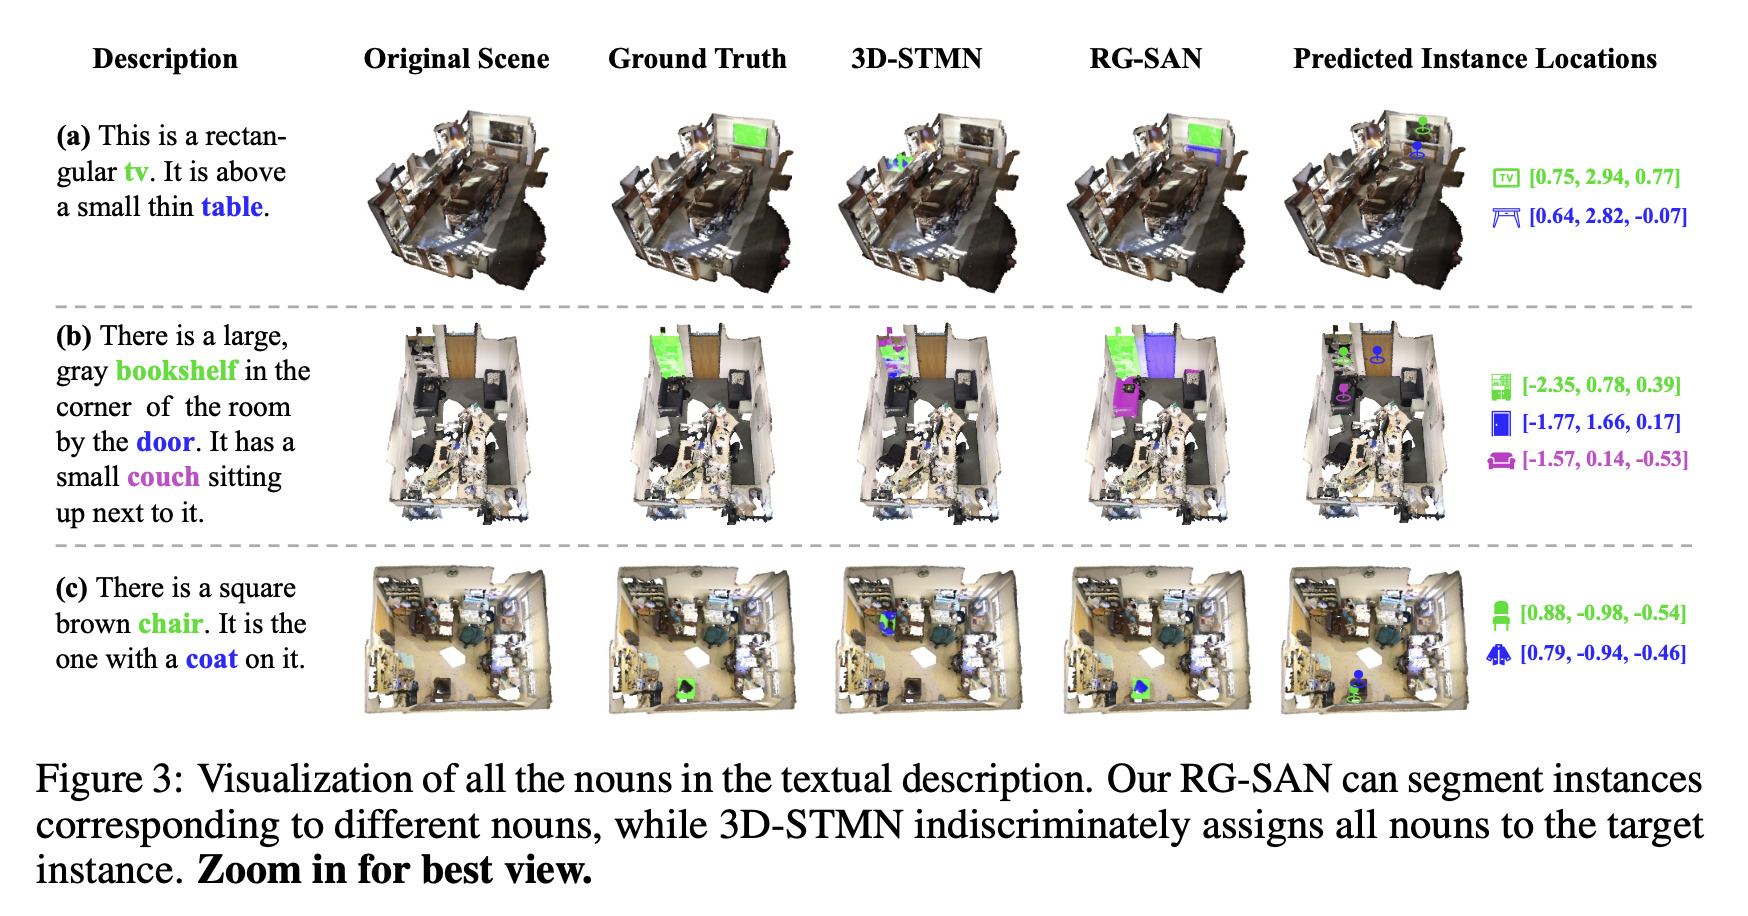 Description
Original Scene
Ground Truth
3D-STMN
RG-SAN
Predicted Instance Locations
(a) This is a rectan-
gular tv. It is above
a small thin table.
TV
[0.75, 2.94, 0.77]
[0.64, 2.82, -0.07]
(b) There is a large,
gray bookshelf in the
corner of the room
by the door. It has a
small couch sitting
up next to it.
[-2.35, 0.78, 0.39]
[-1.77, 1.66, 0.17]
[-1.57, 0.14, -0.53]
(c) There is a square
brown chair. It is the
one with a coat on it.
[0.88, -0.98, -0.54]
[0.79, -0.94, -0.46]
Figure 3: Visualization of all the nouns in the textual description. Our RG-SAN can segment instances
corresponding to different nouns, while 3D-STMN indiscriminately assigns all nouns to the target
instance. Zoom in for best view.